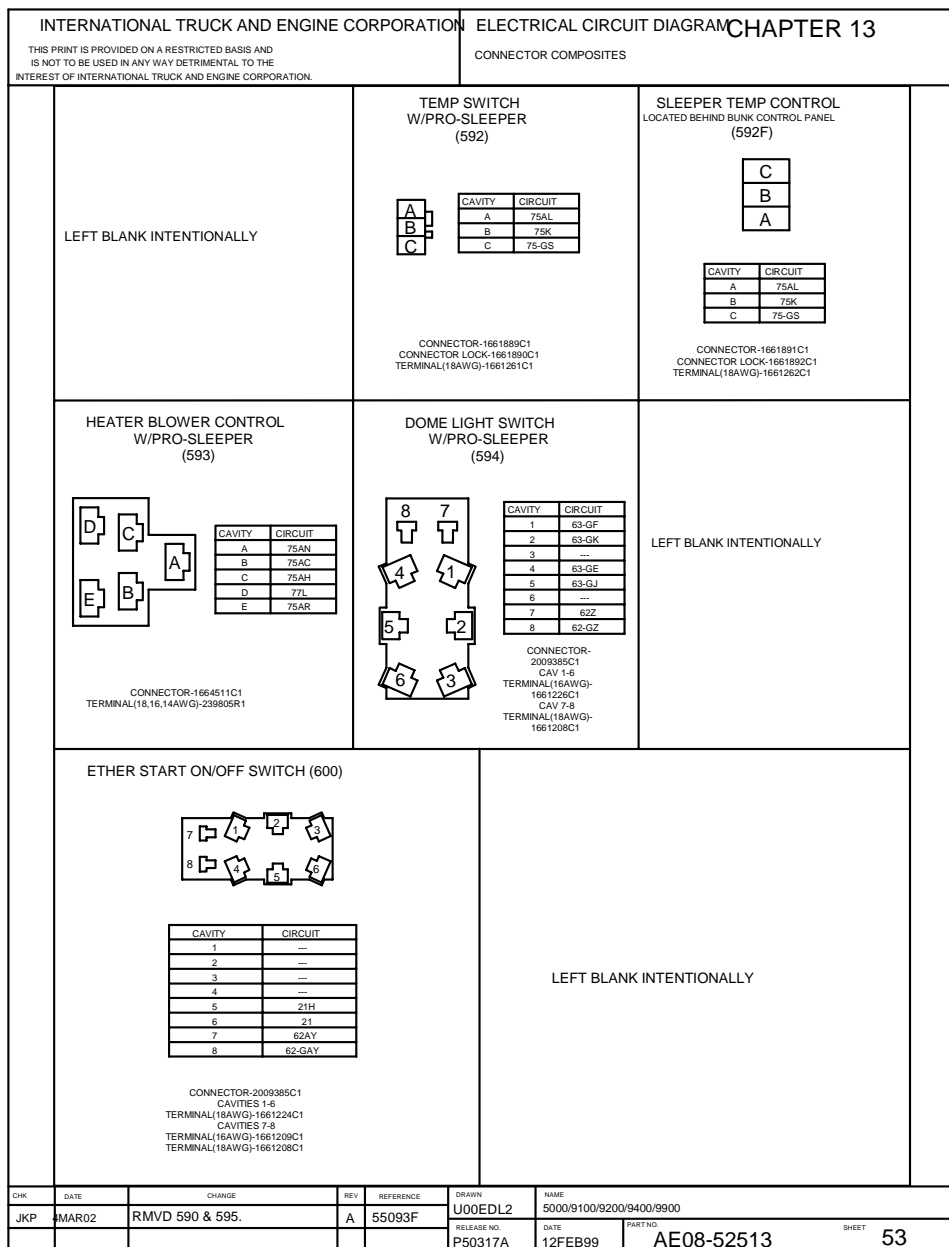 INTERNATIONAL TRUCK AND ENGINE CORPORATION
THIS PRINT IS PROVIDED ON A RESTRICTED BASIS AND
IS NOT TO BE USED IN ANY WAY DETRIMENTAL TO THE
INTEREST OF INTERNATIONAL TRUCK AND ENGINE CORPORATION.
ELECTRICAL CIRCUIT DIAGRAM
CHAPTER 13
CONNECTOR COMPOSITES
LEFT BLANK INTENTIONALLY
TEMP SWITCH
W/PRO-SLEEPER
(592)
A
B
C
CAVITY CIRCUIT
A 75AL
B 75K
C 75-GS
CONNECTOR-1661889C1
CONNECTOR LOCK-1661890C1
TERMINAL(18AWG)-1661261C1
SLEEPER TEMP CONTROL
LOCATED BEHIND BUNK CONTROL PANEL
(592F)
C
B
A
CAVITY CIRCUIT
A 75AL
B 75K
C 75-GS
CONNECTOR-1661891C1
CONNECTOR LOCK-1661892C1
TERMINAL(18AWG)-1661262C1
HEATER BLOWER CONTROL
W/PRO-SLEEPER
(593)
D C
A
E B
CAVITY CIRCUIT
A 75AN
B 75AC
C 75AH
D 77L
E 75AR
CONNECTOR-1664511C1
TERMINAL(18,16,14AWG)-239805R1
DOME LIGHT SWITCH
W/PRO-SLEEPER
(594)
8 7
4 1
5 2
6 3
CAVITY CIRCUIT
1 63-GF
2 63-GK
3 ---
4 63-GE
5 63-GJ
6 ---
7 62Z
8 62-GZ
CONNECTOR-
2009385C1
CAV 1-6
TERMINAL(16AWG)-
1661226C1
CAV 7-8
TERMINAL(18AWG)-
1661208C1
LEFT BLANK INTENTIONALLY
ETHER START ON/OFF SWITCH (600)
7 1 2 3
8 4 5 6
CAVITY CIRCUIT
1 ---
2 ---
3 ---
4 ---
5 21H
6 21
7 62AY
8 62-GAY
CONNECTOR-2009385C1
CAVITIES 1-6
TERMINAL(18AWG)-1661224C1
CAVITIES 7-8
TERMINAL(16AWG)-1661209C1
TERMINAL(18AWG)-1661208C1
LEFT BLANK INTENTIONALLY
CHK DATE CHANGE REV REFERENCE
JKP 4MAR02 RMVD 590 & 595. A 55093F
DRAWN
U00EDL2
NAME
5000/9100/9200/9400/9900
RELEASE NO.
P50317A
DATE
12FEB99
PART NO.
AE08-52513
SHEET
53